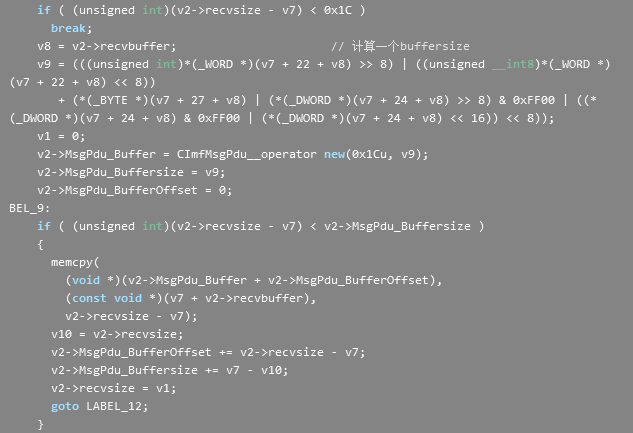 if ( (unsigned int)(v2->recvsize - v7) < 0x1C )
break;
v8 = v2->recvbuffer; // 计算一个buffersize
v9 = (((unsigned int)*(_WORD *)(v7 + 22 + v8) >> 8) | ((unsigned __int8)*(_WORD *)
(v7 + 22 + v8) << 8))
+ (*(_BYTE *)(v7 + 27 + v8) | (*(_DWORD *)(v7 + 24 + v8) >> 8) & 0xFF00 | ((*
(_DWORD *)(v7 + 24 + v8) & 0xFF00 | (*(_DWORD *)(v7 + 24 + v8) << 16)) << 8));
v1 = 0;
v2->MsgPdu_Buffer = CImfMsgPdu__operator new(0x1Cu, v9);
v2->MsgPdu_Buffersize = v9;
v2->MsgPdu_BufferOffset = 0;
BEL_9:
if ( (unsigned int)(v2->recvsize - v7) < v2->MsgPdu_Buffersize )
{
memcpy(
(void *)(v2->MsgPdu_Buffer + v2->MsgPdu_BufferOffset),
(const void *)(v7 + v2->recvbuffer),
v2->recvsize - v7);
v10 = v2->recvsize;
v2->MsgPdu_BufferOffset += v2->recvsize - v7;
v2->MsgPdu_Buffersize += v7 - v10;
v2->recvsize = v1;
goto LABEL_12;
}